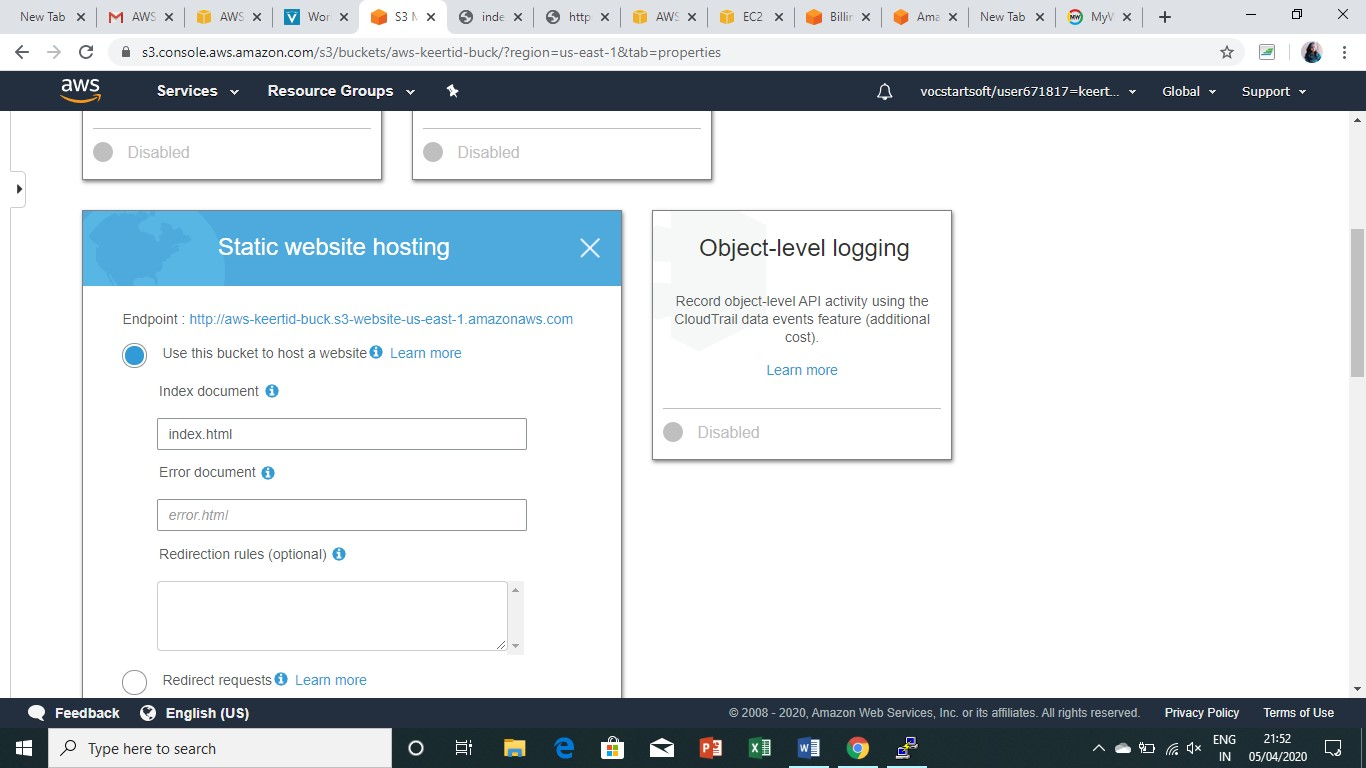 New Tab
AWS
AWS
Wor
S3 M
inde
http
AWS
EC2
Billin
Ama
New Tab
MyV
s3.console.aws.amazon.com/s3/buckets/aws-keertid-buck/?region=us-east-1&tab=properties
aws
Services
Resource Groups
vocstartsoft/user671817=keert...
Global
Support
Disabled
Disabled
Static website hosting
Endpoint : http://aws-keertid-buck.s3-website-us-east-1.amazonaws.com
Use this bucket to host a website Learn more
Index document
index.html
Error document
error.html
Redirection rules (optional)
Redirect requests Learn more
Object-level logging
Record object-level API activity using the
CloudTrail data events feature (additional
cost).
Learn more
Disabled
Feedback
English (US)
© 2008 - 2020, Amazon Web Services, Inc. or its affiliates. All rights reserved.
Privacy Policy
Terms of Use
Type here to search
ENG
IN
21:52
05/04/2020